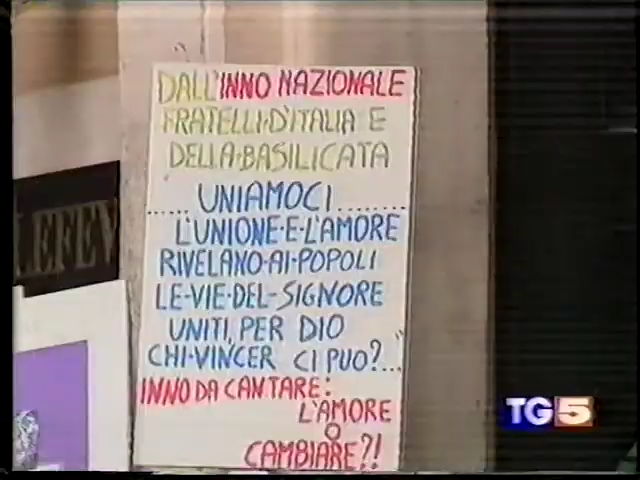 DALL'INNO NAZIONALE
FRATELLI·D'ITALIA E
DELLA·BASILICATA
......UNIAMOCI..........
L'UNIONE·E·L'AMORE
RIVELANO·AI·POPOLI
LE·VIE·DEL-SIGNORE
UNITI, PER DIO
CHI·VINCER CI PUO?...
INNO DA CANTARE:
L'AMORE
O
CAMBIARE?!
LEFEV
TG5